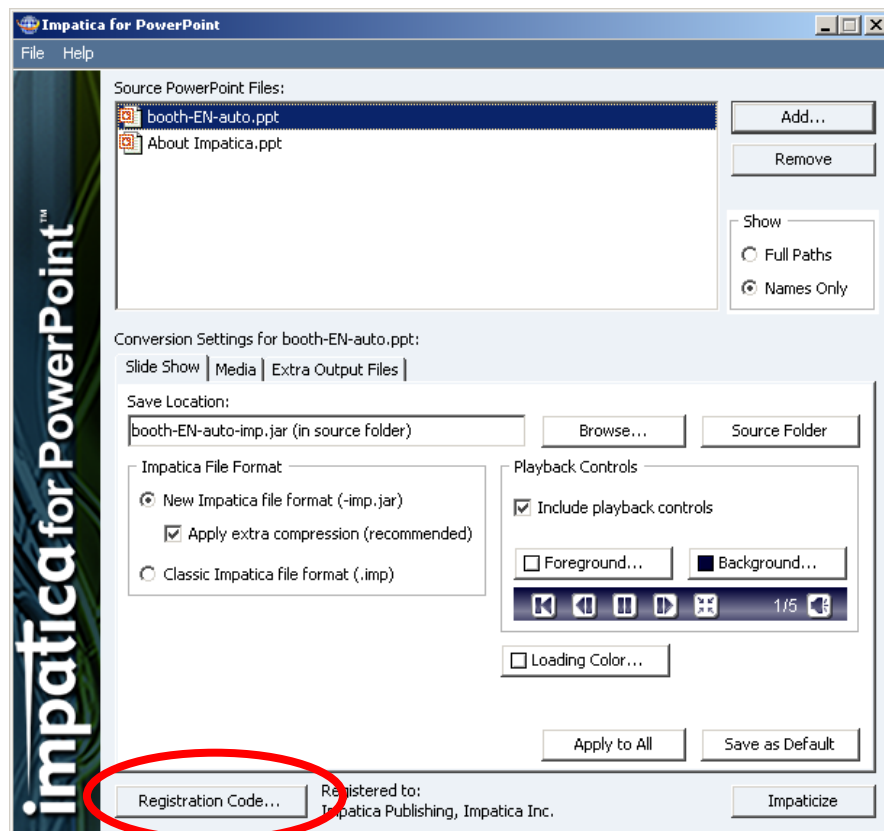 Impatica for PowerPoint
File Help
Source PowerPoint Files:
booth-EN-auto.ppt
About Impatica.ppt
Add...
Remove
Show
Full Paths
Names Only
impatica for PowerPoint™
Conversion Settings for booth-EN-auto.ppt:
Slide Show Media Extra Output Files
Save Location:
booth-EN-auto-imp.jar (in source folder) Browse... Source Folder
Impatica File Format
New Impatica file format (-imp.jar)
Apply extra compression (recommended)
Classic Impatica file format (.imp)
Playback Controls
Include playback controls
Foreground... Background...
1/5
Loading Color...
Apply to All Save as Default
Registration Code...
Registered to:
Impatica Publishing, Impatica Inc.
Impaticize